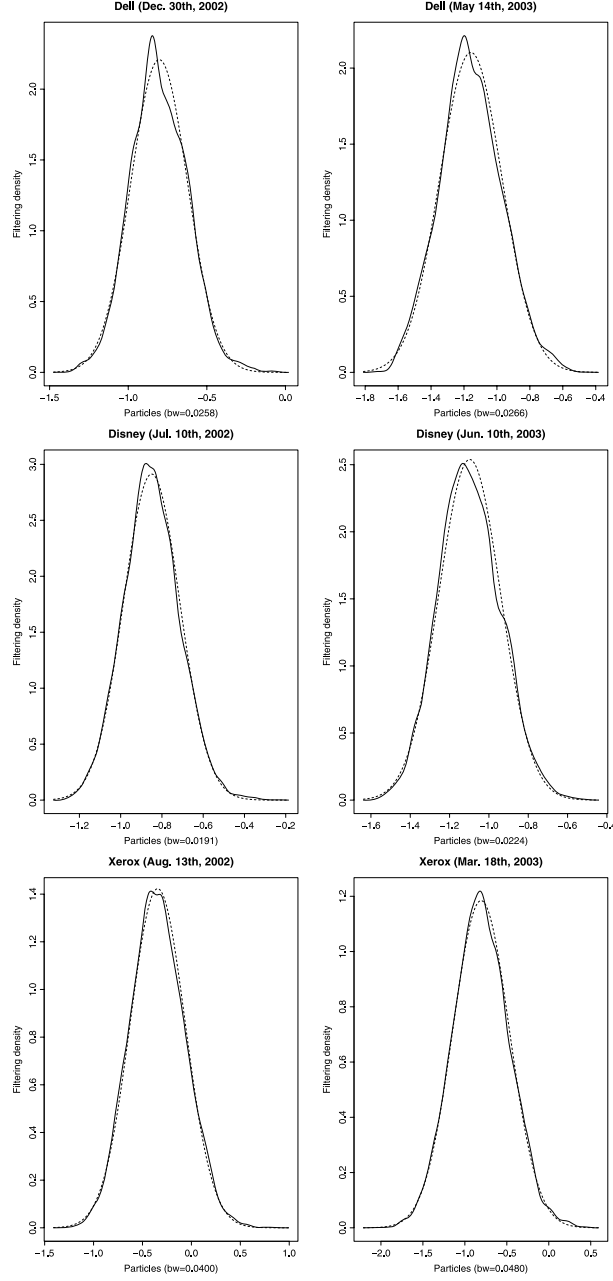 Dell (Dec. 30th, 2002)
Filtering density
0.0 0.5 1.0 1.5 2.0
−1.5 −1.0 −0.5 0.0
Particles (bw=0.0258)
Dell (May 14th, 2003)
Filtering density
0.0 0.5 1.0 1.5 2.0
−1.8 −1.6 −1.4 −1.2 −1.0 −0.8 −0.6 −0.4
Particles (bw=0.0266)
Disney (Jul. 10th, 2002)
Filtering density
0.0 0.5 1.0 1.5 2.0 2.5 3.0
−1.2 −1.0 −0.8 −0.6 −0.4 −0.2
Particles (bw=0.0191)
Disney (Jun. 10th, 2003)
Filtering density
0.0 0.5 1.0 1.5 2.0 2.5
−1.6 −1.4 −1.2 −1.0 −0.8 −0.6 −0.4
Particles (bw=0.0224)
Xerox (Aug. 13th, 2002)
Filtering density
0.0 0.2 0.4 0.6 0.8 1.0 1.2 1.4
−1.5 −1.0 −0.5 0.0 0.5 1.0
Particles (bw=0.0400)
Xerox (Mar. 18th, 2003)
Filtering density
0.0 0.2 0.4 0.6 0.8 1.0 1.2
−2.0 −1.5 −1.0 −0.5 0.0 0.5
Particles (bw=0.0480)